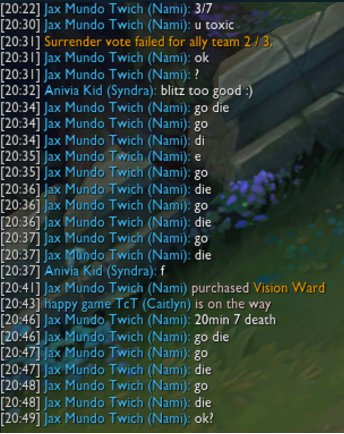 [20:22] Jax Mundo Twich (Nami): 3/7
[20:30] Jax Mundo Twich (Nami): u toxic
[20:31] Surrender vote failed for ally team 2 / 3.
[20:31] Jax Mundo Twich (Nami): ok
[20:31] Jax Mundo Twich (Nami): ?
[20:32] Anivia Kid (Syndra): blitz too good :)
[20:34] Jax Mundo Twich (Nami): go die
[20:34] Jax Mundo Twich (Nami): go
[20:34] Jax Mundo Twich (Nami): di
[20:35] Jax Mundo Twich (Nami): e
[20:35] Jax Mundo Twich (Nami): go
[20:36] Jax Mundo Twich (Nami): die
[20:36] Jax Mundo Twich (Nami): go
[20:36] Jax Mundo Twich (Nami): die
[20:37] Jax Mundo Twich (Nami): go
[20:37] Jax Mundo Twich (Nami): die
[20:37] Anivia Kid (Syndra): f
[20:41] Jax Mundo Twich (Nami) purchased Vision Ward
[20:43] happy game TcT (Caitlyn) is on the way
[20:46] Jax Mundo Twich (Nami): 20min 7 death
[20:46] Jax Mundo Twich (Nami): go die
[20:47] Jax Mundo Twich (Nami): go
[20:47] Jax Mundo Twich (Nami): die
[20:48] Jax Mundo Twich (Nami): go
[20:48] Jax Mundo Twich (Nami): die
[20:49] Jax Mundo Twich (Nami): ok?